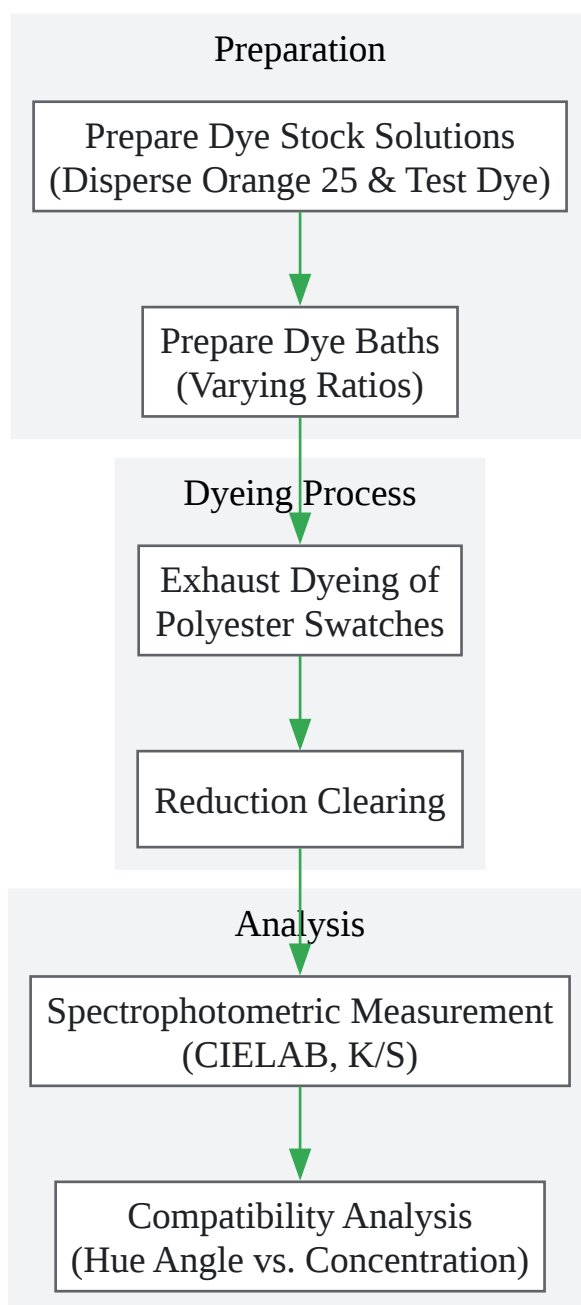 Preparation
Prepare Dye Stock Solutions
(Disperse Orange 25 & Test Dye)
Prepare Dye Baths
(Varying Ratios)
Dyeing Process
Exhaust Dyeing of
Polyester Swatches
Reduction Clearing
Analysis
Spectrophotometric Measurement
(CIELAB, K/S)
Compatibility Analysis
(Hue Angle vs. Concentration)